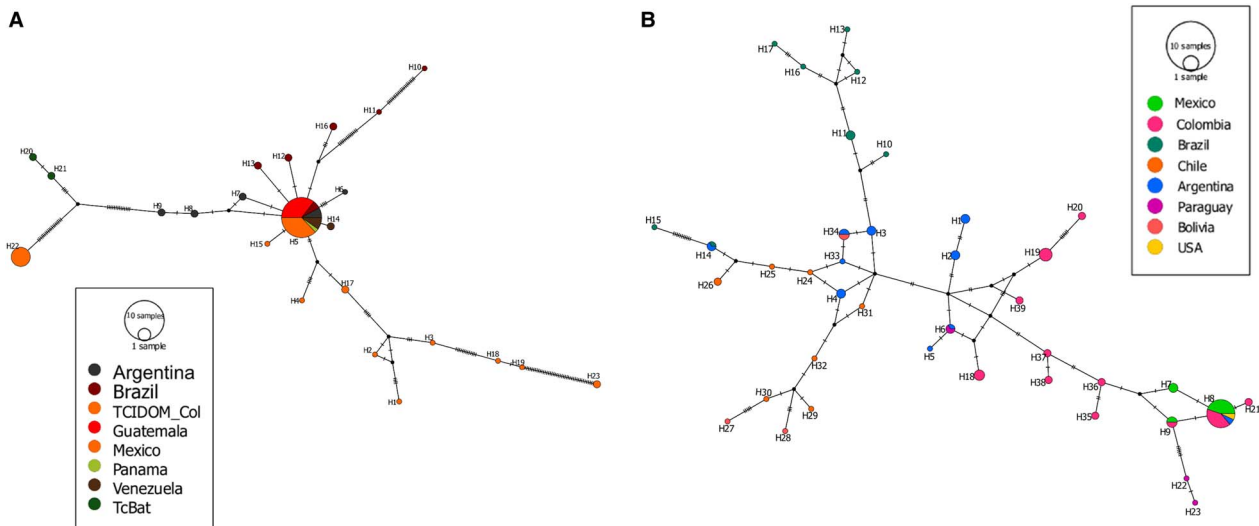 A
B
H10
H11
H16
H12
H13
H20
H21
H7
H6
H9
H8
H14
H5
H15
H22
H4
H17
H3
H2
H18
H19
H23
H1
10 samples
1 sample
Argentina
Brazil
TCIDOM_Col
Guatemala
Mexico
Panama
Venezuela
TcBat
H13
H17
H16
H12
H11
H10
H15
H34
H3
H1
H20
H14
H33
H2
H19
H25
H24
H26
H4
H31
H39
H6
H5
H32
H18
H37
H38
H36
H7
H8
H21
H30
H29
H35
H9
H27
H28
H22
H23
10 samples
1 sample
Mexico
Colombia
Brazil
Chile
Argentina
Paraguay
Bolivia
USA